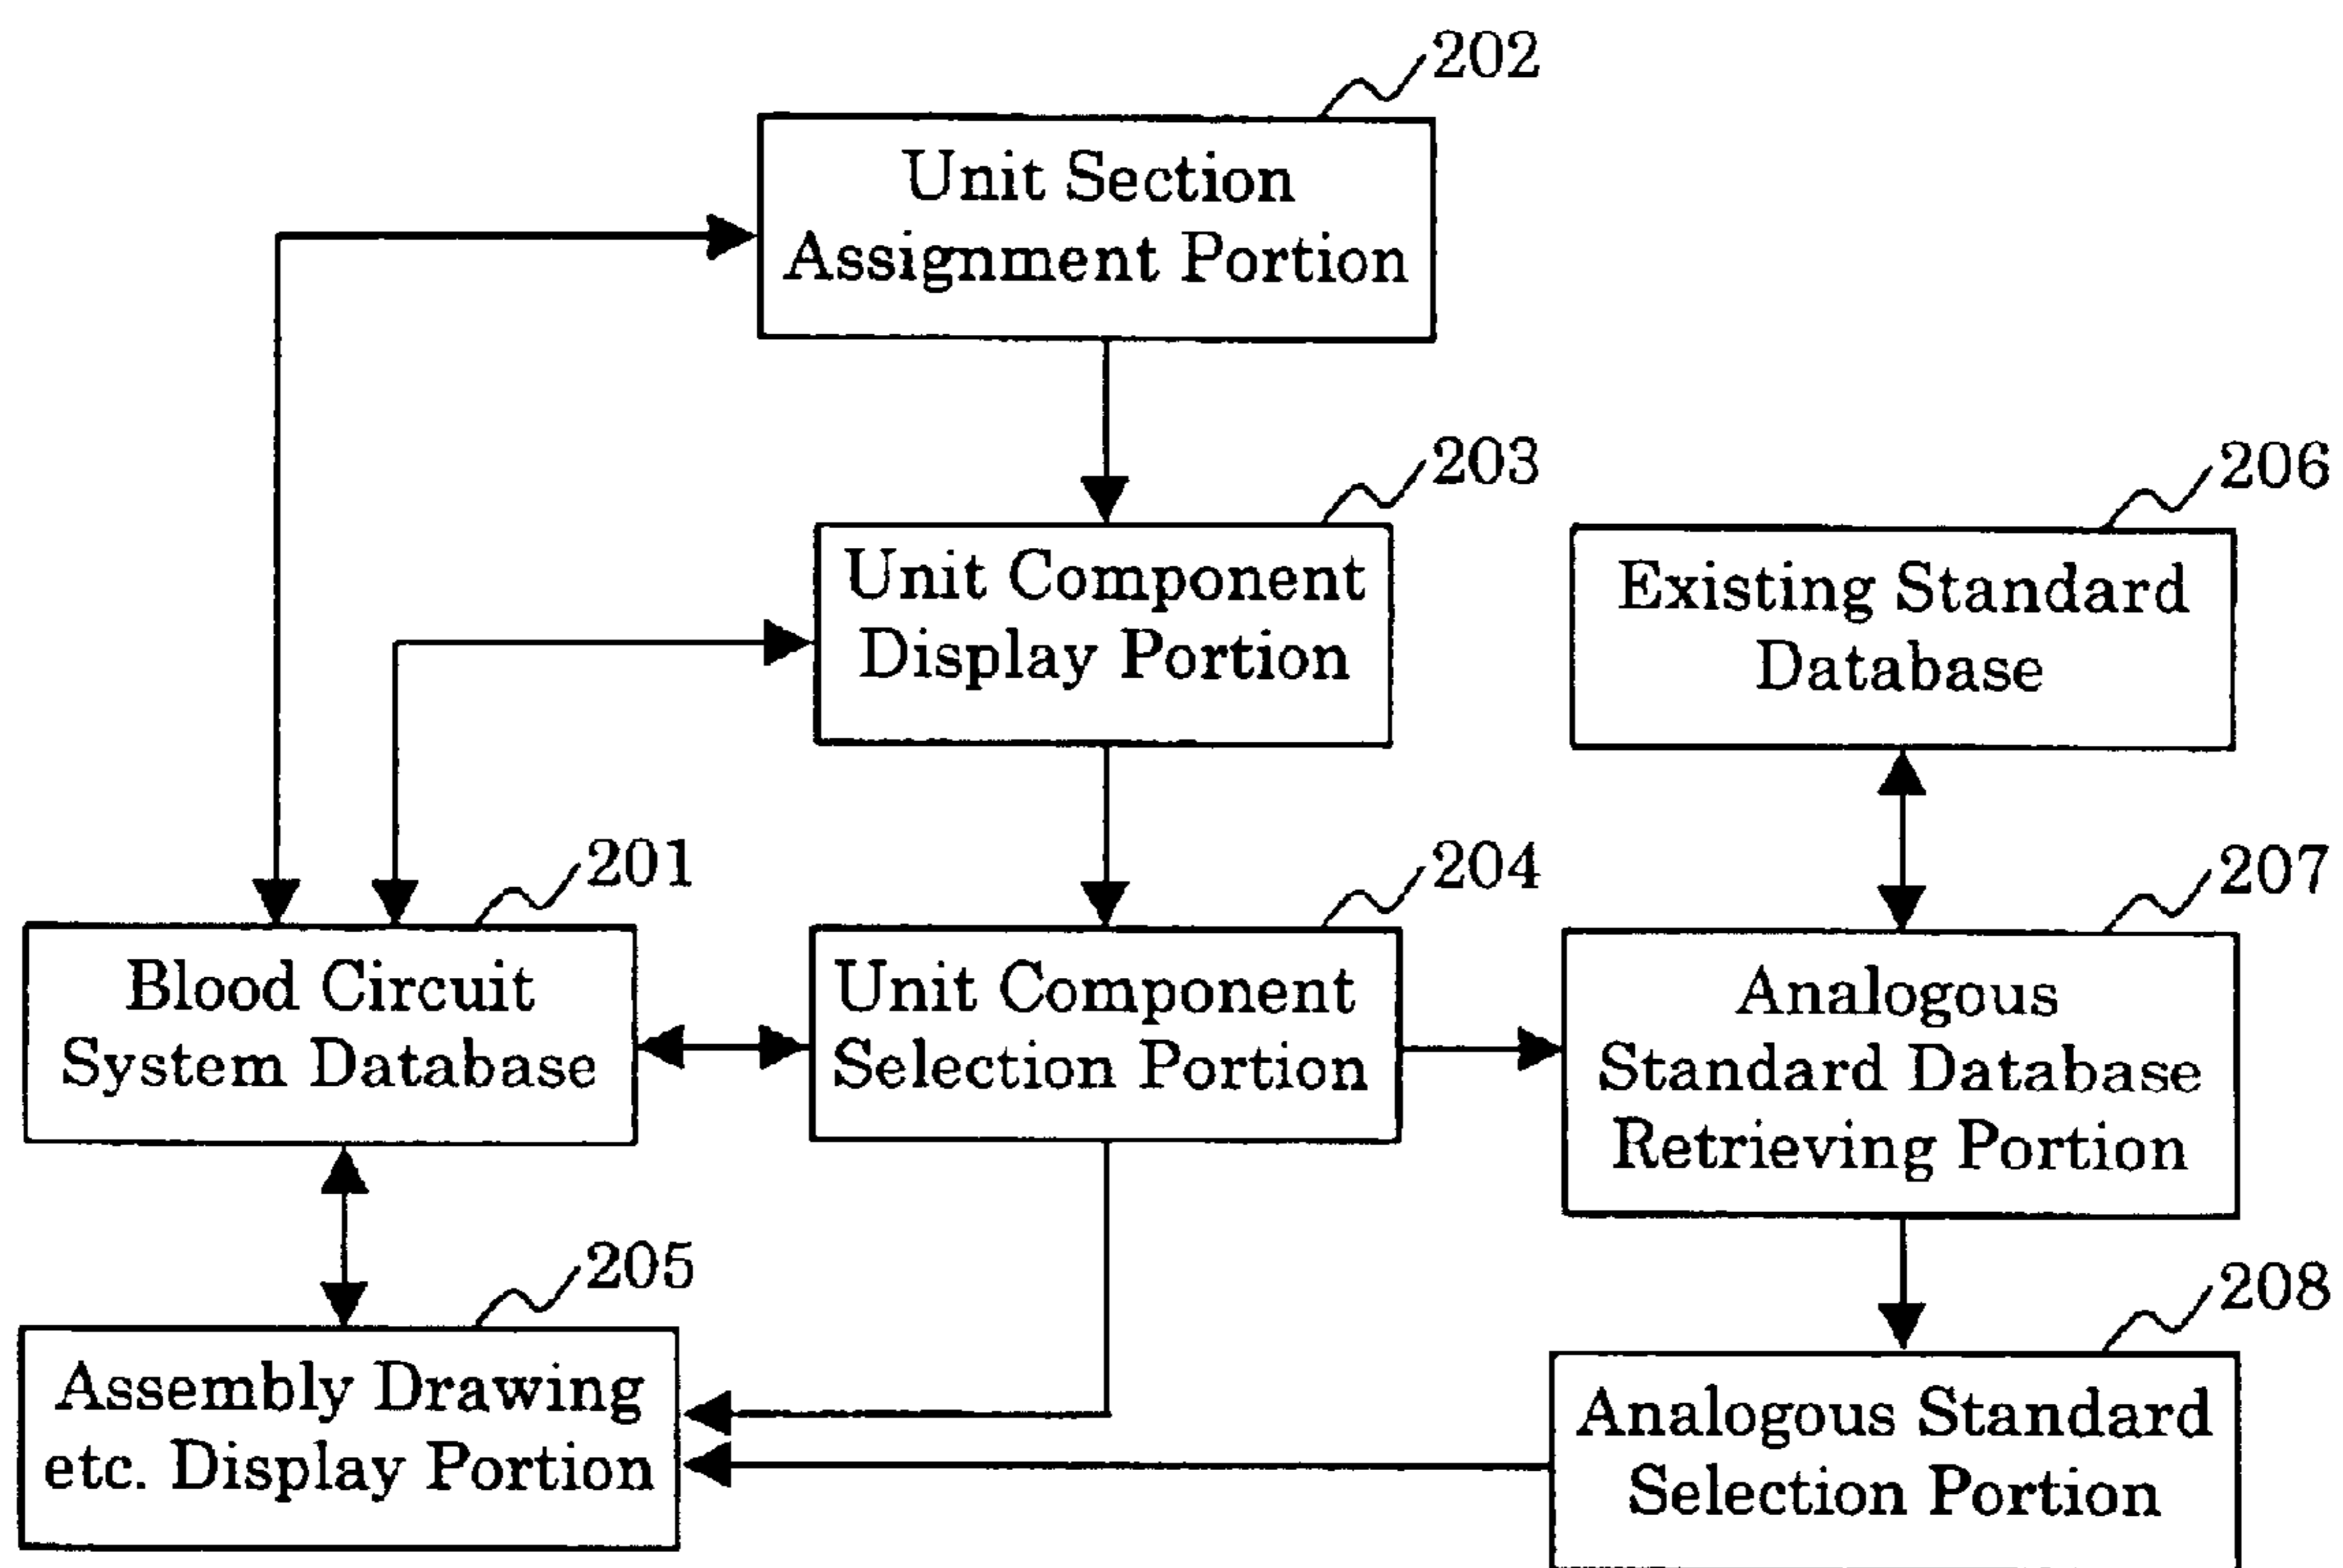 202
Unit Section
Assignment Portion
203
Unit Component
Display Portion
206
Existing Standard
Database
201
Blood Circuit
System Database
204
Unit Component
Selection Portion
207
Analogous
Standard Database
Retrieving Portion
205
Assembly Drawing
etc. Display Portion
208
Analogous Standard
Selection Portion